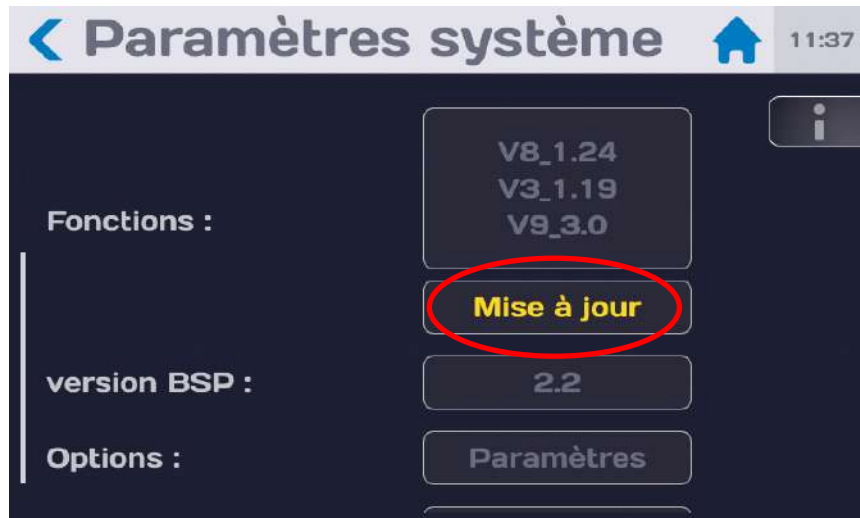 Paramètres système
11:37
i
V8_1.24
V3_1.19
Fonctions :
V9_3.0
Mise à jour
version BSP :
2.2
Options :
Paramètres